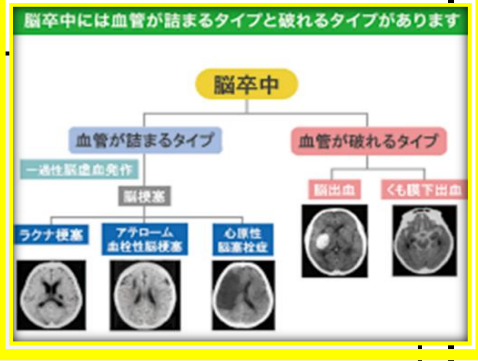 脳卒中には血管が詰まるタイプと破れるタイプがあります
脳卒中
血管が詰まるタイプ
血管が破れるタイプ
一過性脳虚血発作
脳梗塞
脳出血
くも膜下出血
ラクナ梗塞
アテローム
血栓性脳梗塞
心原性
脳塞栓症